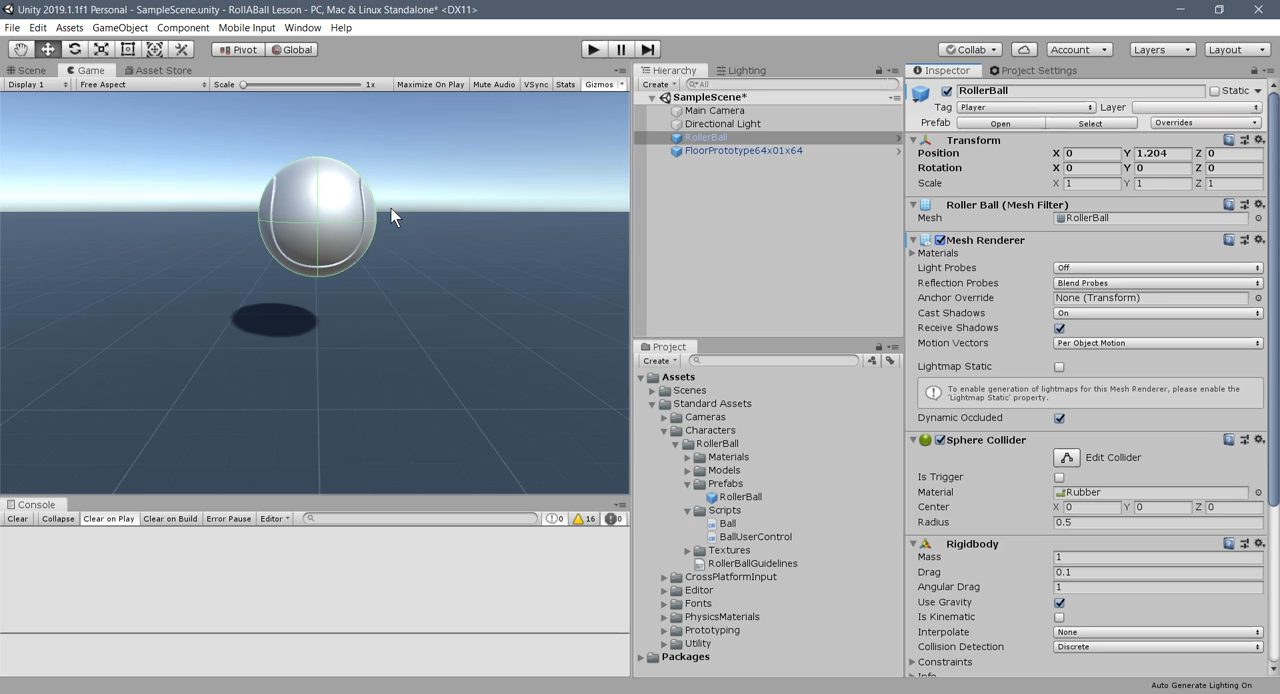 Unity 2019.1.1f1 Personal - SampleScene.unity - RollABall Lesson - PC, Mac & Linux Standalone* <DX11>
File Edit Assets GameObject Component Mobile Input Window Help
Pivot Global Collab Account Layers Layout
Scene Game Asset Store
Display 1 Free Aspect Scale 1x Maximize On Play Mute Audio VSync Stats Gizmos
Console
Clear Collapse Clear on Play Clear on Build Error Pause Editor 0 16 0
Hierarchy Lighting
Create All
SampleScene*
Main Camera
Directional Light
RollerBall
FloorPrototype64x01x64
Project
Create
Assets
Scenes
Standard Assets
Cameras
Characters
RollerBall
Materials
Models
Prefabs
RollerBall
Scripts
Ball
BallUserControl
Textures
RollerBallGuidelines
CrossPlatformInput
Editor
Fonts
PhysicsMaterials
Prototyping
Utility
Packages
Inspector Project Settings
RollerBall Static
Tag Player Layer
Prefab Open Select Overrides
Transform
Position X 0 Y 1.204 Z 0
Rotation X 0 Y 0 Z 0
Scale X 1 Y 1 Z 1
Roller Ball (Mesh Filter)
Mesh RollerBall
Mesh Renderer
Materials
Light Probes Off
Reflection Probes Blend Probes
Anchor Override None (Transform)
Cast Shadows On
Receive Shadows
Motion Vectors Per Object Motion
Lightmap Static
To enable generation of lightmaps for this Mesh Renderer, please enable the
'Lightmap Static' property.
Dynamic Occluded
Sphere Collider
Edit Collider
Is Trigger
Material Rubber
Center X 0 Y 0 Z 0
Radius 0.5
Rigidbody
Mass 1
Drag 0.1
Angular Drag 1
Use Gravity
Is Kinematic
Interpolate None
Collision Detection Discrete
Constraints
Info
Auto Generate Lighting On